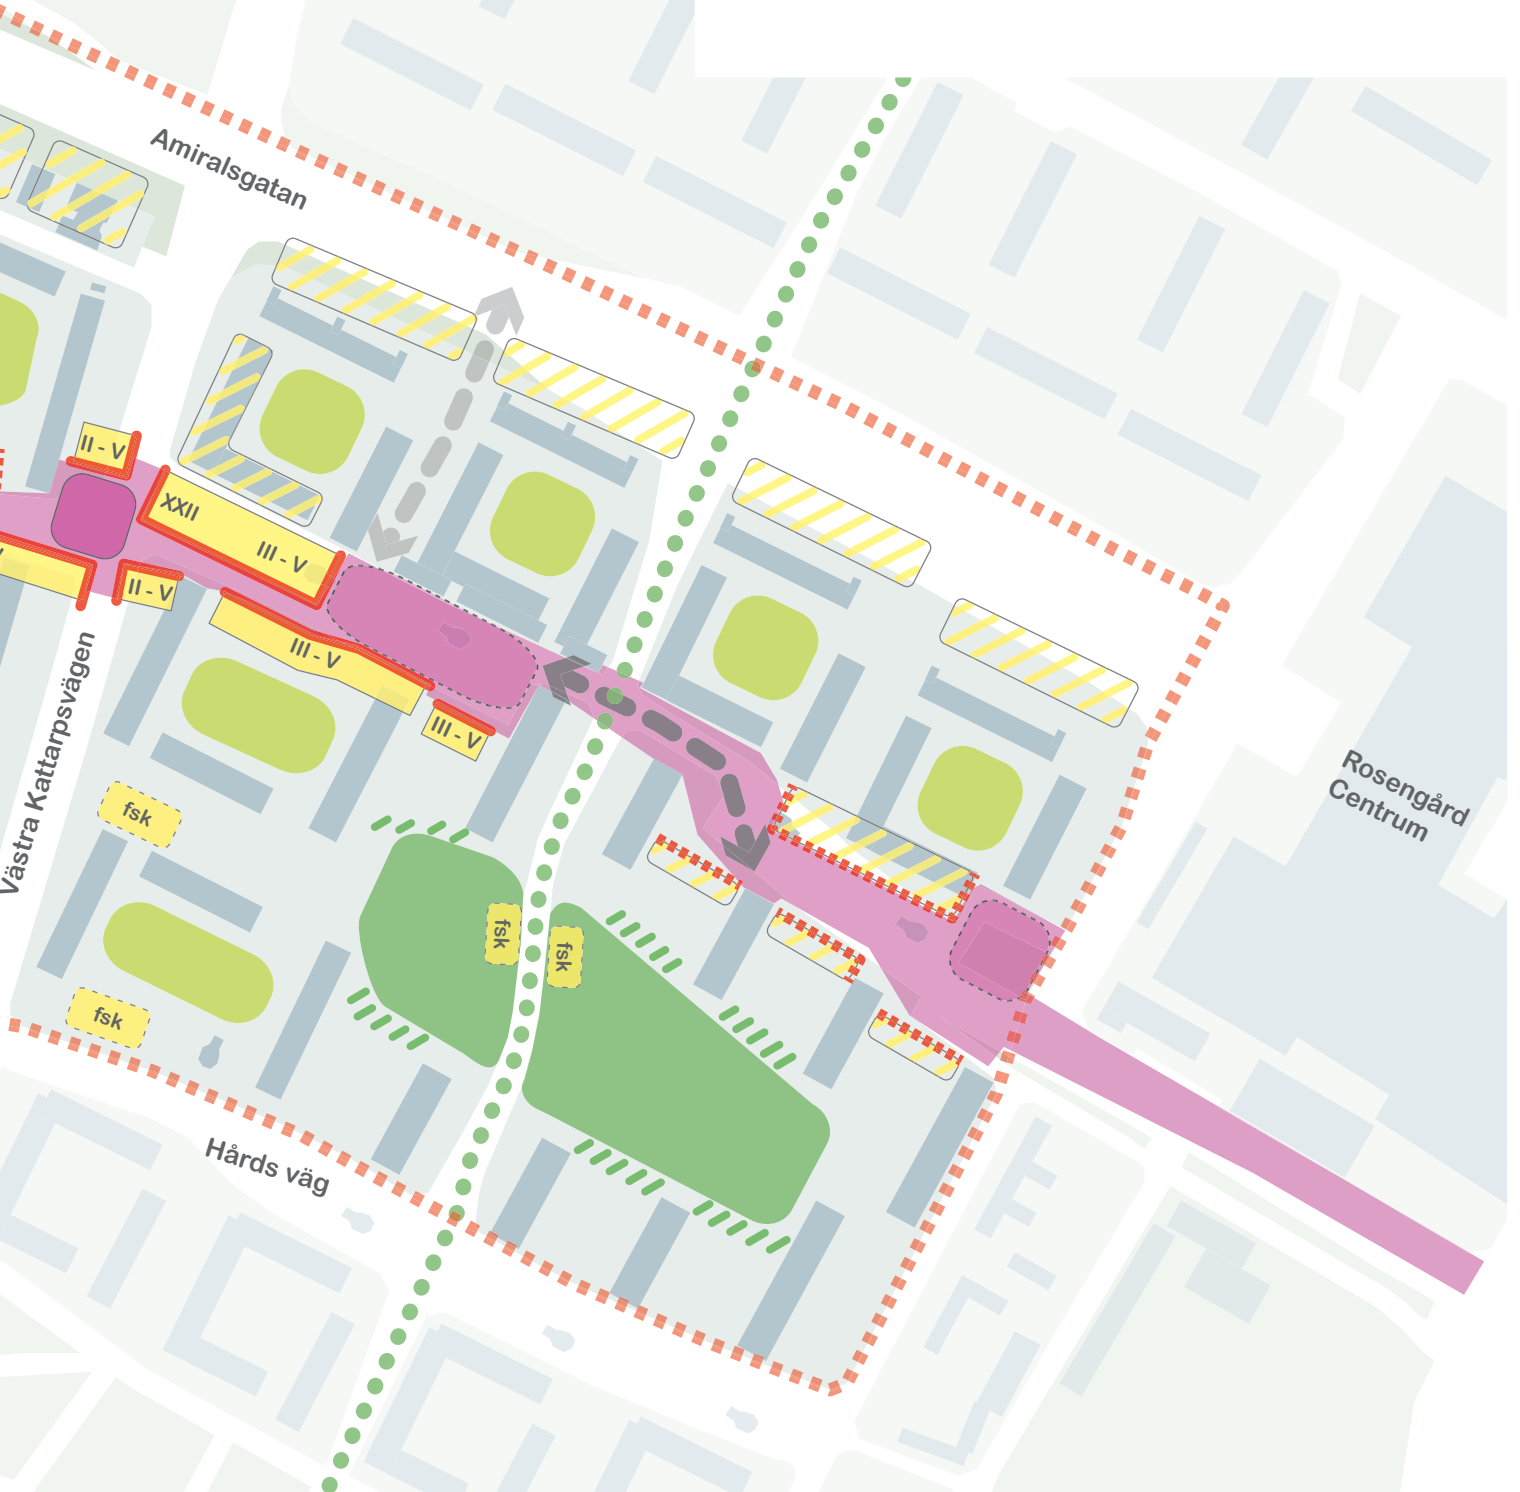 Amiralsgatan
II - V
XXII
III - V
II - V
III - V
III - V
Västra Kattarpsvägen
fsk
fsk
fsk
fsk
Rosengård
Centrum
Hårds väg